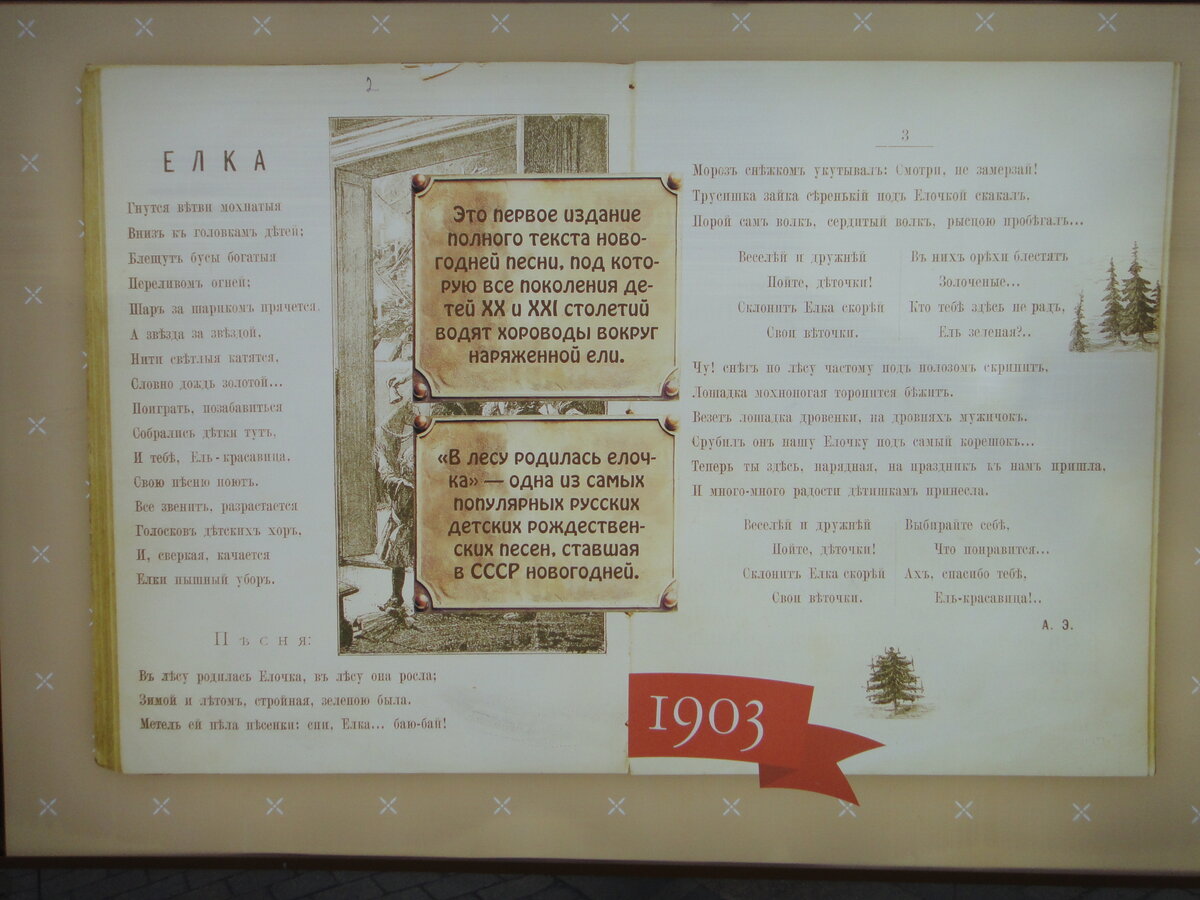 2
ЕЛКА
Гнутся вѣтви мохнатыя
Внизъ къ головкамъ дѣтей;
Блещутъ бусы богатыя
Переливомъ огней;
Шаръ за шарикомъ прячется,
А звѣзда за звѣздой,
Нити свѣтлыя катятся,
Словно дождь золотой...
Поиграть, позабавиться
Собрались дѣтки тутъ,
И тебѣ, Ель-красавица,
Свою пѣсню поютъ.
Все звенитъ, разрастается
Голосковъ дѣтскихъ хоръ,
И, сверкая, качается
Елки пышный уборъ.
Пѣсня:
Въ лѣсу родилась Елочка, въ лѣсу она росла;
Зимой и лѣтомъ, стройная, зеленою была.
Метель ей пѣла пѣсенки: спи, Елка... баю-бай!
Это первое издание
полного текста ново-
годней песни, под кото-
рую все поколения де-
тей XX и XXI столетий
водят хороводы вокруг
наряженной ели.
«В лесу родилась елоч-
ка» — одна из самых
популярных русских
детских рождествен-
ских песен, ставшая
в СССР новогодней.
3
Морозъ снѣжкомъ укутывалъ: Смотри, не замерзай!
Трусишка зайка сѣренькій подъ Елочкой скакалъ,
Порой самъ волкъ, сердитый волкъ, рысцою пробѣгалъ...
Веселѣй и дружнѣй
Пойте, дѣточки!
Склонитъ Елка скорѣй
Свои вѣточки.
Въ нихъ орѣхи блестятъ
Золоченые...
Кто тебѣ здѣсь не радъ,
Ель зеленая?..
Чу! снѣгъ по лѣсу частому подъ полозомъ скрипитъ,
Лошадка мохноногая торопится бѣжитъ.
Везетъ лошадка дровенки, на дровняхъ мужичокъ.
Срубилъ онъ нашу Елочку подъ самый корешокъ...
Теперь ты здѣсь, нарядная, на праздникъ къ намъ пришла,
И много-много радости дѣтишкамъ принесла.
Веселѣй и дружнѣй
Пойте, дѣточки!
Склонитъ Елка скорѣй
Свои вѣточки.
Выбирайте себѣ,
Что понравится...
Ахъ, спасибо тебѣ,
Ель-красавица!..
А. Э.
1903